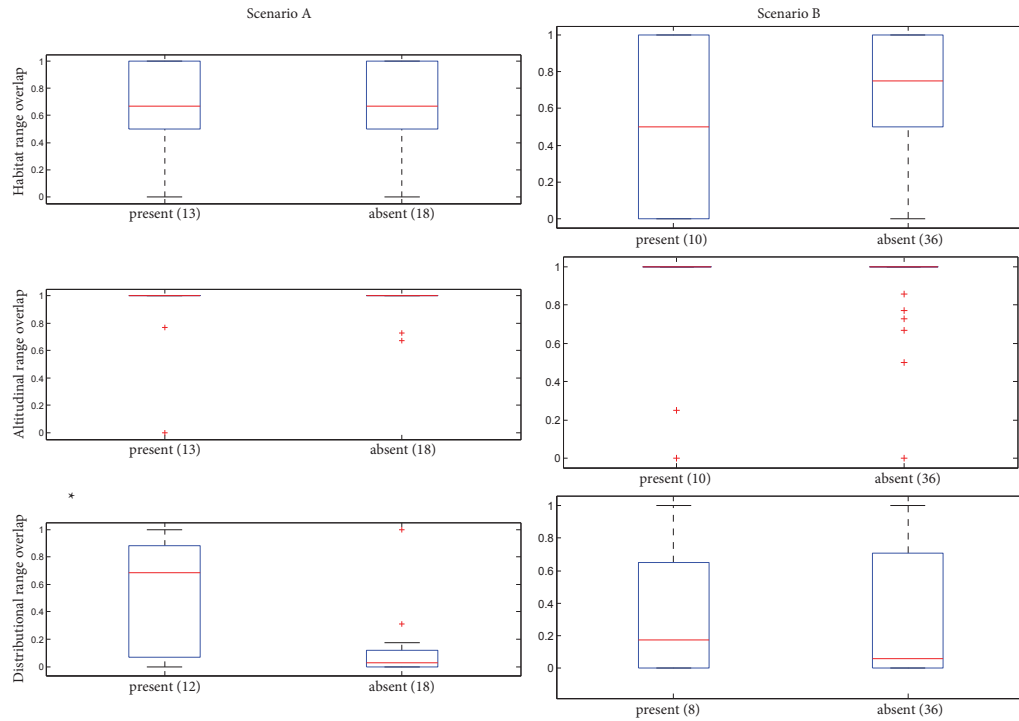 Scenario A
Scenario B
Habitat range overlap
1
0.8
0.6
0.4
0.2
0
present (13)
absent (18)
1
0.8
0.6
0.4
0.2
0
present (10)
absent (36)
Altitudinal range overlap
1
0.8
0.6
0.4
0.2
0
present (13)
absent (18)
1
0.8
0.6
0.4
0.2
0
present (10)
absent (36)
*
Distributional range overlap
1
0.8
0.6
0.4
0.2
0
present (12)
absent (18)
1
0.8
0.6
0.4
0.2
0
present (8)
absent (36)